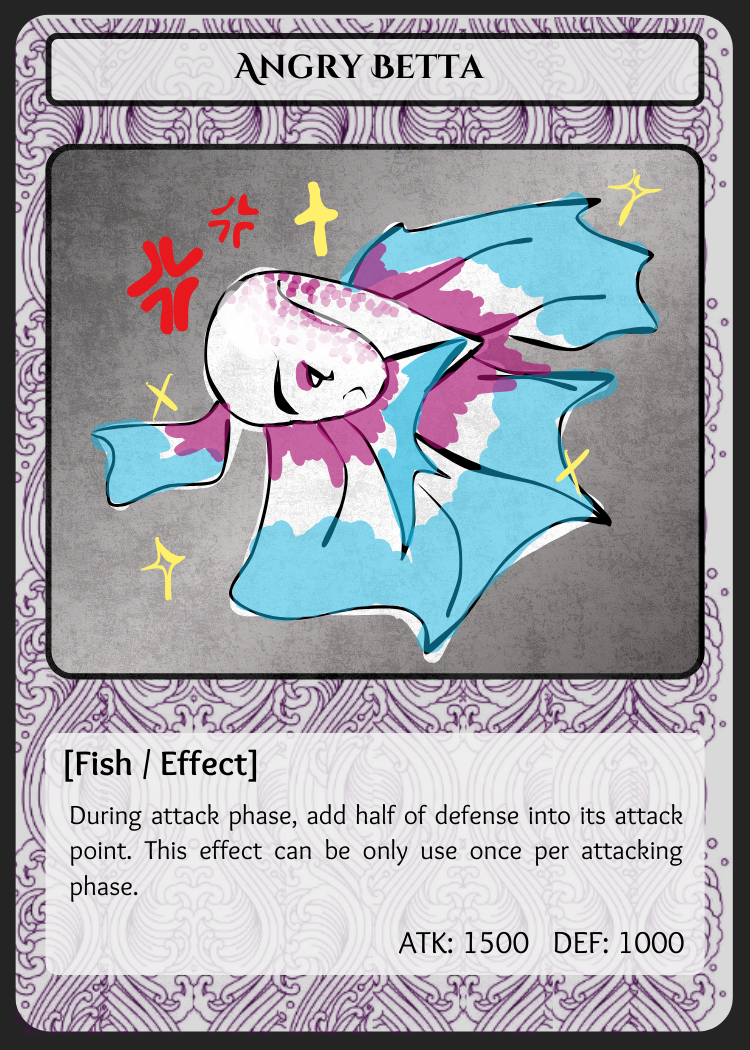 Angry Betta
[Fish / Effect]
During attack phase, add half of defense into its attack
point. This effect can be only use once per attacking
phase.
ATK: 1500 DEF: 1000